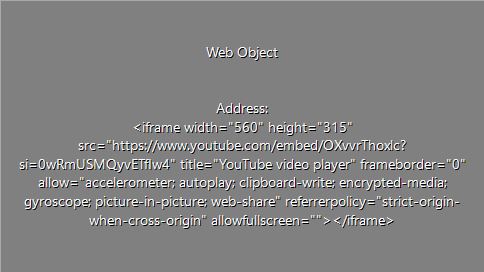 Web Object
Address:
<iframe width="560" height="315"
src="https://www.youtube.com/embed/OXvvrThoxlc?
si=0wRmUSMQyvETflw4" title="YouTube video player" frameborder="0"
allow="accelerometer; autoplay; clipboard-write; encrypted-media;
gyroscope; picture-in-picture; web-share" referrerpolicy="strict-origin-
when-cross-origin" allowfullscreen=""></iframe>